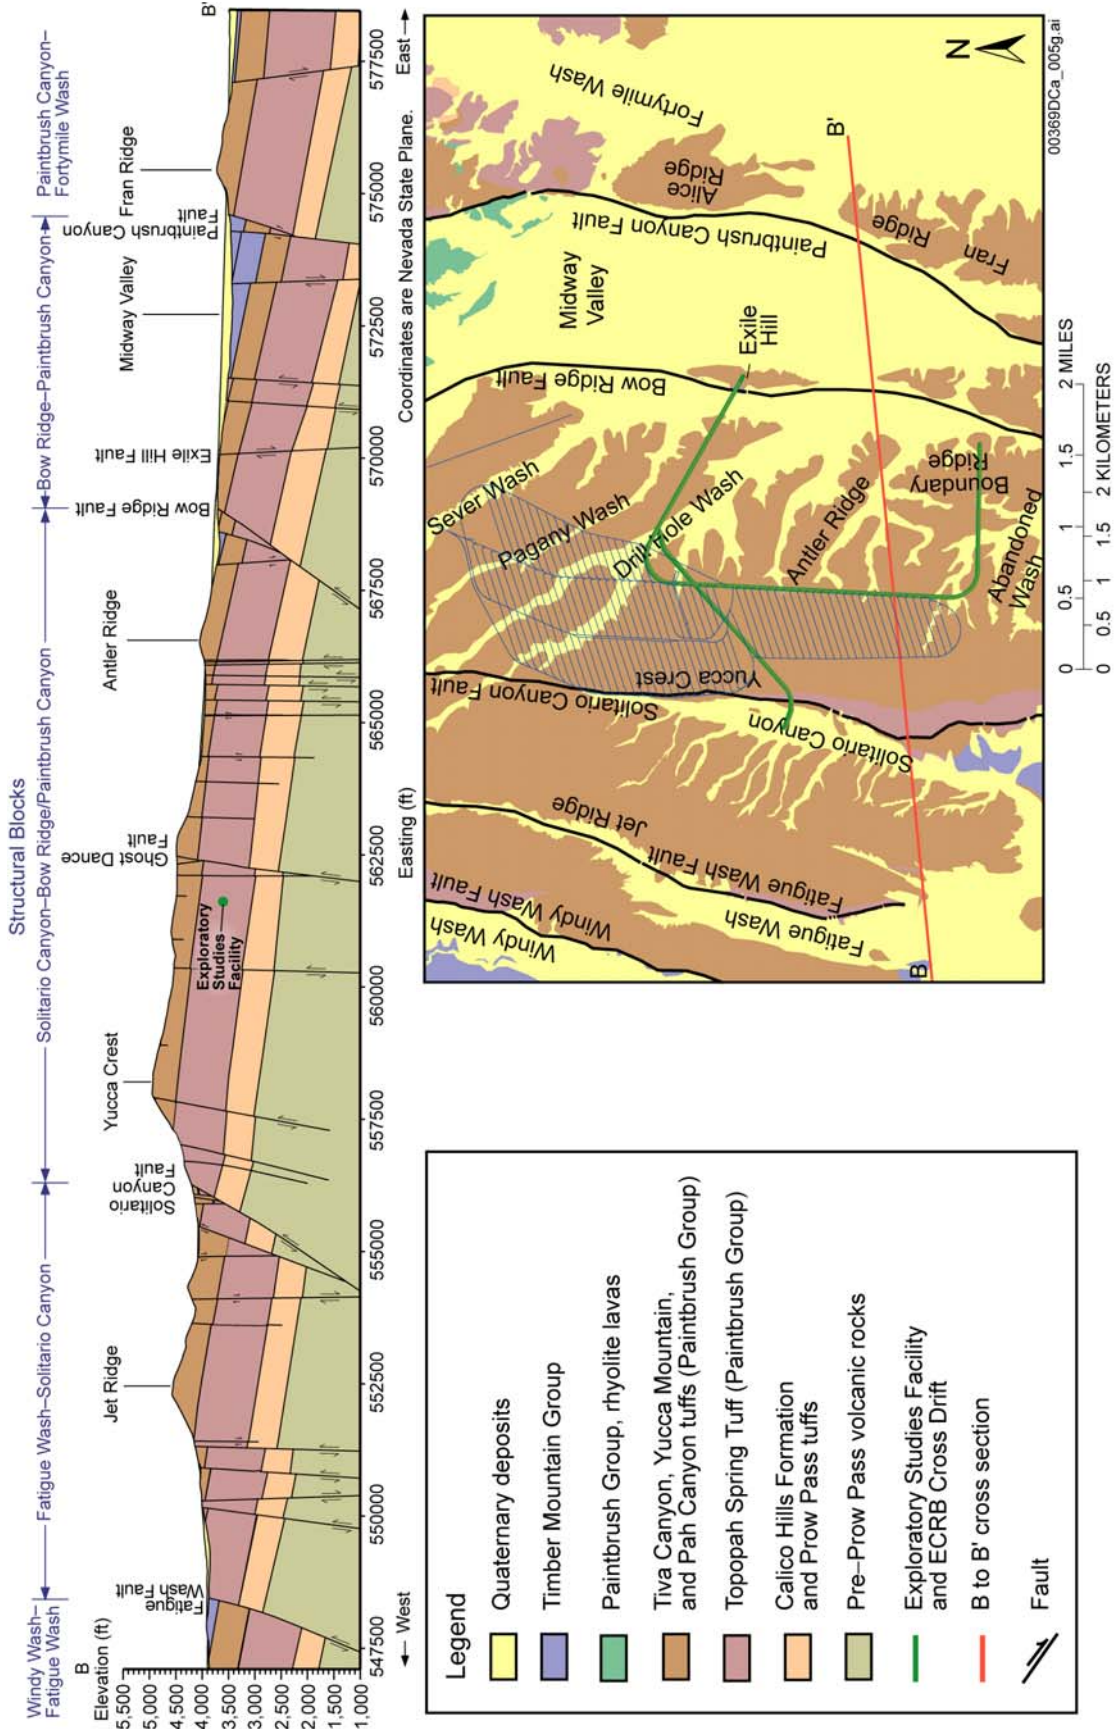 Structural Blocks
Windy Wash–
Fatigue Wash
Fatigue Wash–Solitario Canyon
Solitario Canyon–Bow Ridge/Paintbrush Canyon
Bow Ridge–Paintbrush Canyon
Paintbrush Canyon–
Fortymile Wash
B
B'
Elevation (ft)
5,500
5,000
4,500
4,000
3,500
3,000
2,500
2,000
1,500
1,000
Fatigue
Wash Fault
Jet Ridge
Solitario
Canyon
Fault
Yucca Crest
Exploratory
Studies
Facility
Ghost Dance
Fault
Antler Ridge
Bow Ridge Fault
Exile Hill Fault
Midway Valley
Paintbrush Canyon
Fault
Fran Ridge
547500
550000
552500
555000
557500
560000
562500
565000
567500
570000
572500
575000
577500
West
Easting (ft)
Coordinates are Nevada State Plane.
East
Legend
Quaternary deposits
Timber Mountain Group
Paintbrush Group, rhyolite lavas
Tiva Canyon, Yucca Mountain,
and Pah Canyon tuffs (Paintbrush Group)
Topopah Spring Tuff (Paintbrush Group)
Calico Hills Formation
and Prow Pass tuffs
Pre–Prow Pass volcanic rocks
Exploratory Studies Facility
and ECRB Cross Drift
B to B' cross section
Fault
Windy Wash
Windy Wash Fault
Fatigue Wash
Fatigue Wash Fault
Jet Ridge
Solitario Canyon
Solitario Canyon Fault
Yucca Crest
Sever Wash
Pagany Wash
Drill Hole Wash
Antler Ridge
Abandoned
Wash
Boundary
Ridge
Bow Ridge Fault
Exile
Hill
Midway
Valley
Paintbrush Canyon Fault
Alice
Ridge
Fran
Ridge
Fortymile Wash
B
B'
N
0 0.5 1 1.5 2 MILES
0 0.5 1 1.5 2 KILOMETERS
00369DCa_005g.ai